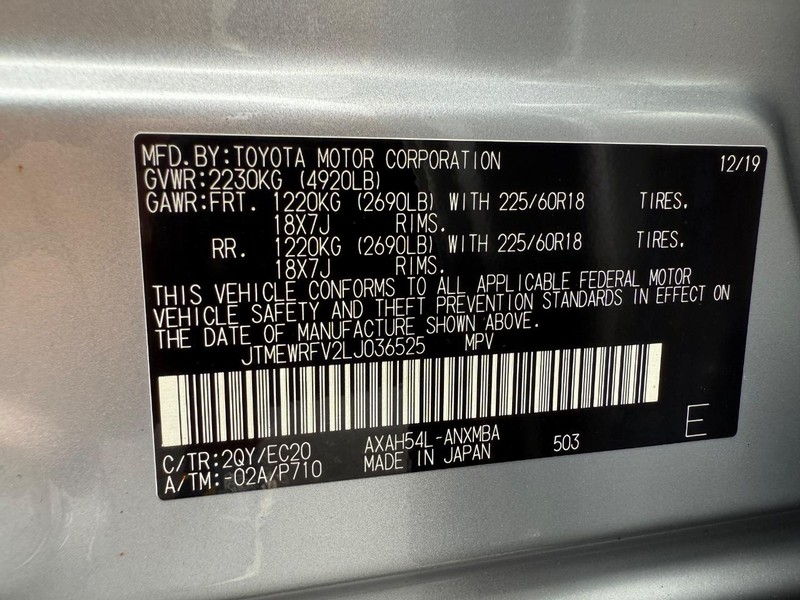 MFD.BY:TOYOTA MOTOR CORPORATION 12/19
GVWR:2230KG (4920LB)
GAWR:FRT. 1220KG (2690LB) WITH 225/60R18 TIRES.
18X7J RIMS.
RR. 1220KG (2690LB) WITH 225/60R18 TIRES.
18X7J RIMS.
THIS VEHICLE CONFORMS TO ALL APPLICABLE FEDERAL MOTOR
VEHICLE SAFETY AND THEFT PREVENTION STANDARDS IN EFFECT ON
THE DATE OF MANUFACTURE SHOWN ABOVE.
JTMEWRFV2LJ036525 MPV
C/TR:2QY/EC20 AXAH54L-ANXMBA 503 E
A/TM:-02A/P710 MADE IN JAPAN